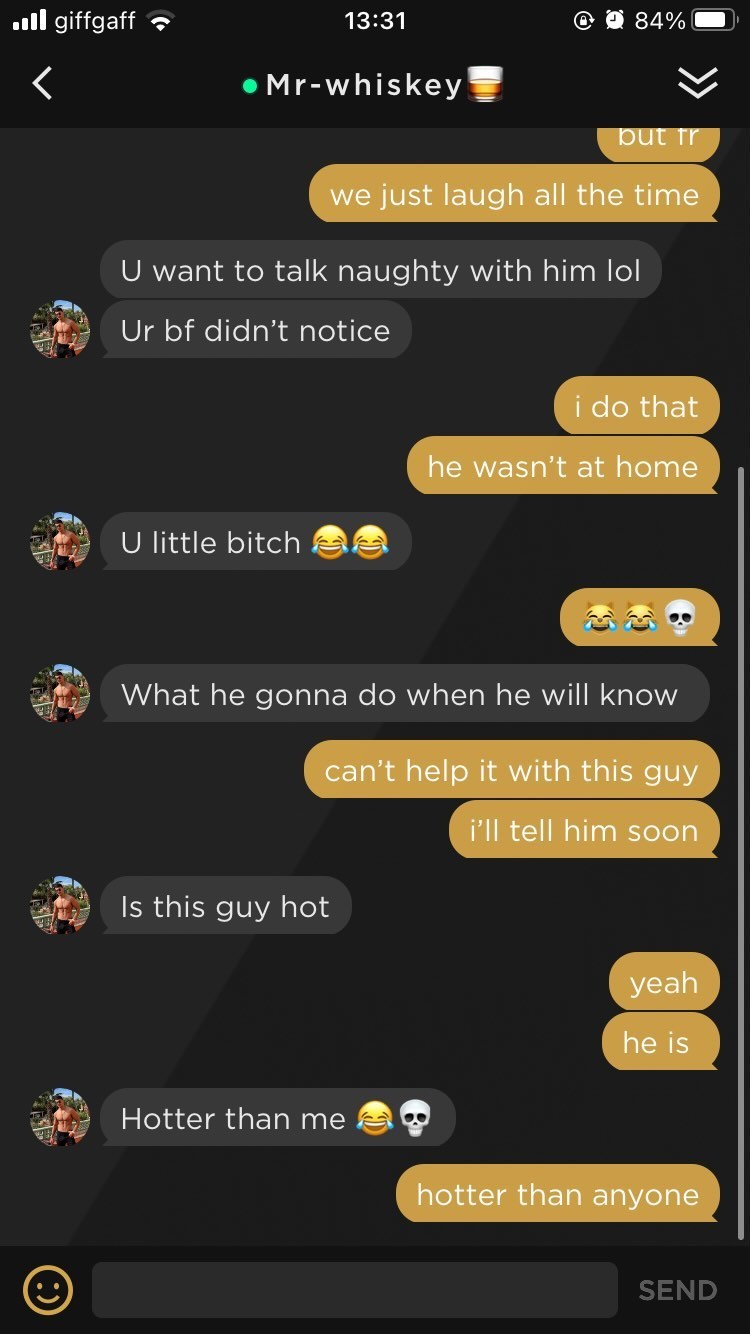 giffgaff 13:31 84%
Mr-whiskey🥃
but fr
we just laugh all the time
U want to talk naughty with him lol
Ur bf didn't notice
i do that
he wasn't at home
U little bitch 😂😂
😹😹💀
What he gonna do when he will know
can't help it with this guy
i'll tell him soon
Is this guy hot
yeah
he is
Hotter than me 😂💀
hotter than anyone
SEND